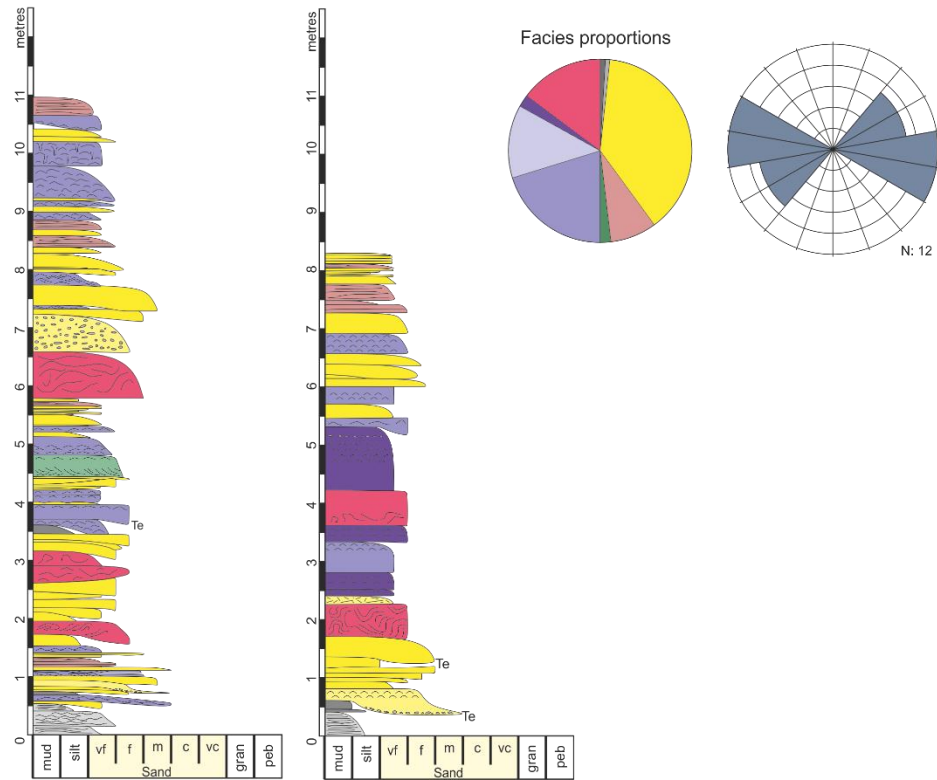 metres
11
10
9
8
7
6
5
4
Te
3
2
1
0
mud
silt
vf
f
m
c
vc
gran
peb
Sand
metres
11
10
9
8
7
6
5
4
3
2
1
Te
Te
0
mud
silt
vf
f
m
c
vc
gran
peb
Sand
Facies proportions
N: 12